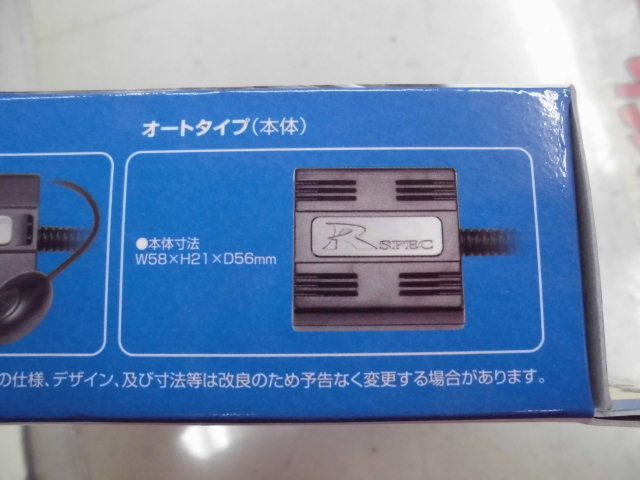 オートタイプ(本体)
●本体寸法
W58×H21×D56mm
R SPEC
の仕様、デザイン、及び寸法等は改良のため予告なく変更する場合があります。